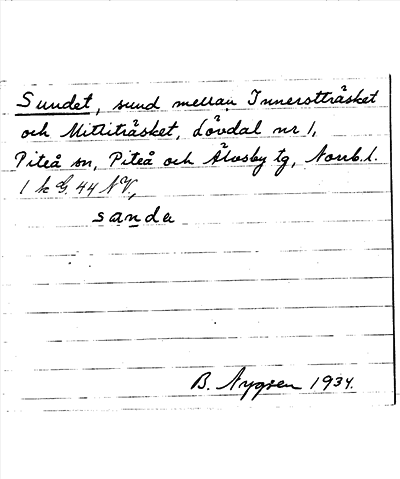 Sundet, sund mellan Innerstträsket
och Mittiträsket, Lövdal nr 1,
Piteå sn, Piteå och Älvsby tg, Norrb. l.
1 k G. 44 NV,
sanda
B. Nygren 1934.